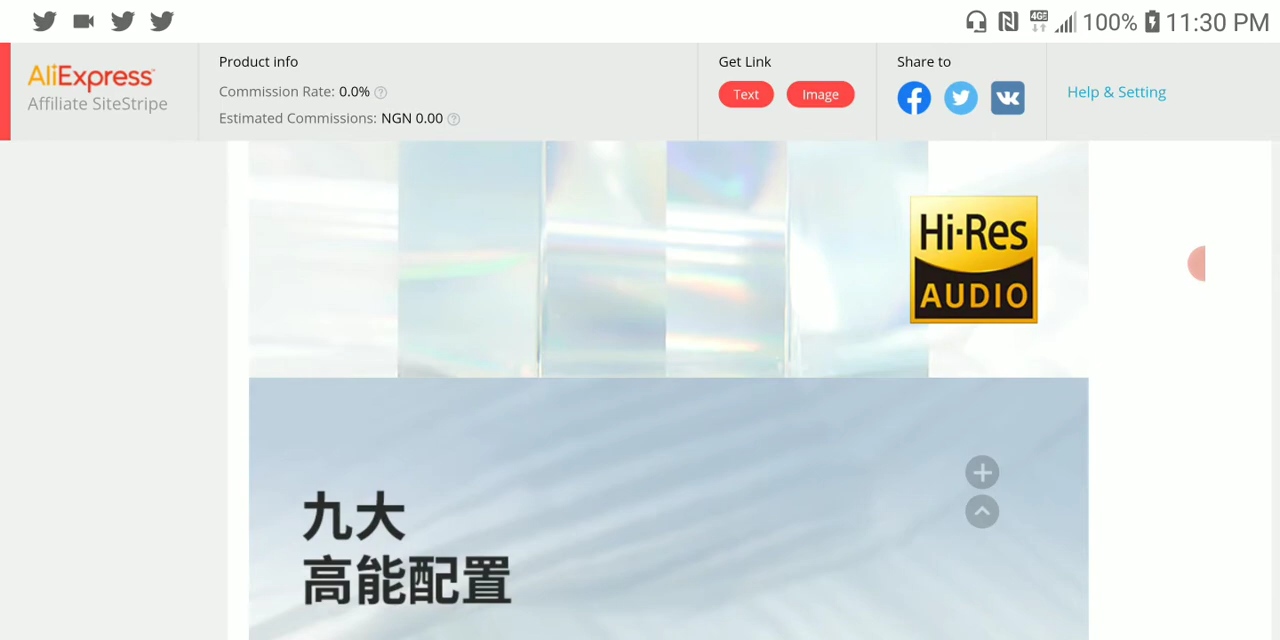 100% 11:30 PM
AliExpress
Affiliate SiteStripe
Product info
Commission Rate: 0.0%
Estimated Commissions: NGN 0.00
Get Link
Text Image
Share to
Help & Setting
Hi-Res
AUDIO
九大
高能配置